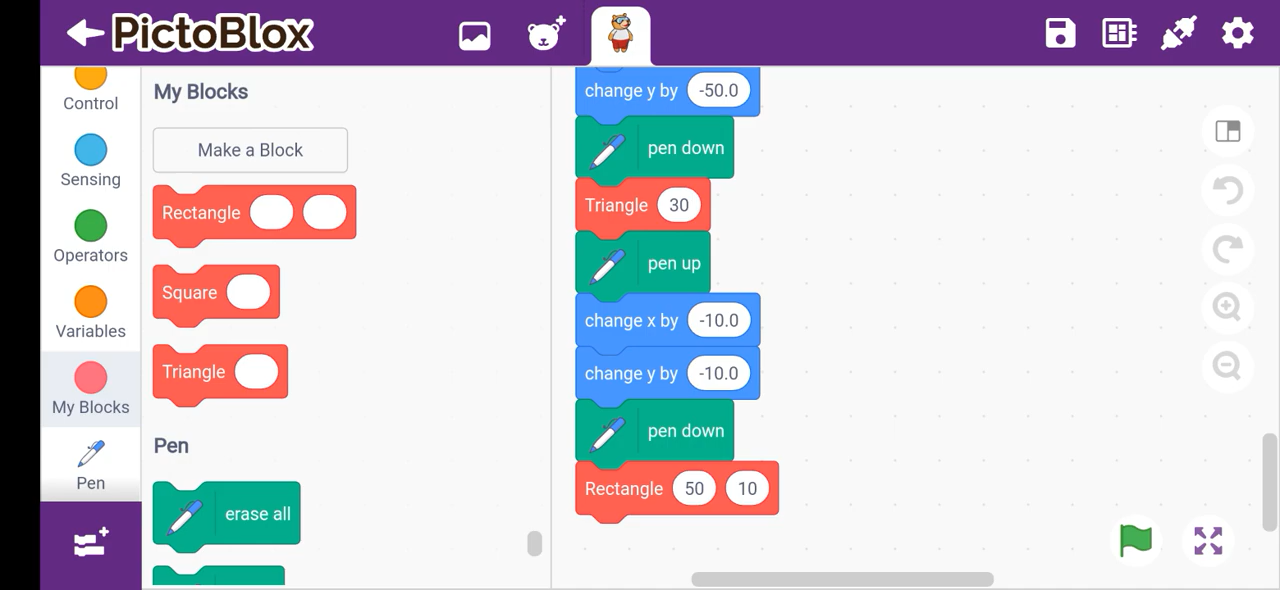 PictoBlox
Control
Sensing
Operators
Variables
My Blocks
Pen
My Blocks
Make a Block
Rectangle
Square
Triangle
Pen
erase all
change y by -50.0
pen down
Triangle 30
pen up
change x by -10.0
change y by -10.0
pen down
Rectangle 50 10